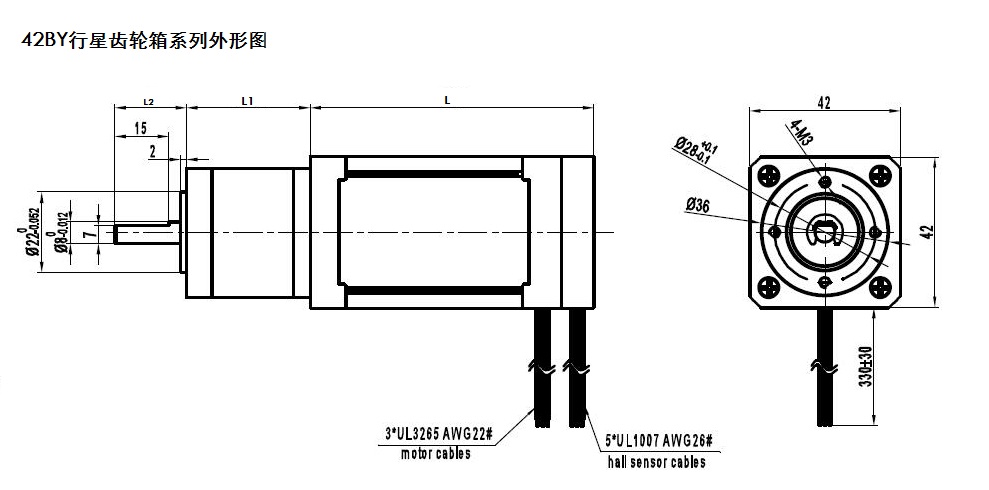 42BY行星齿轮箱系列外形图
L2
L1
L
15
2
Ø22 0 -0.052
Ø8 0 -0.012
7
42
4-M3
Ø28 +0.1 -0.1
Ø36
42
330±30
3*UL3265 AWG22#
motor cables
5*UL1007 AWG26#
hall sensor cables